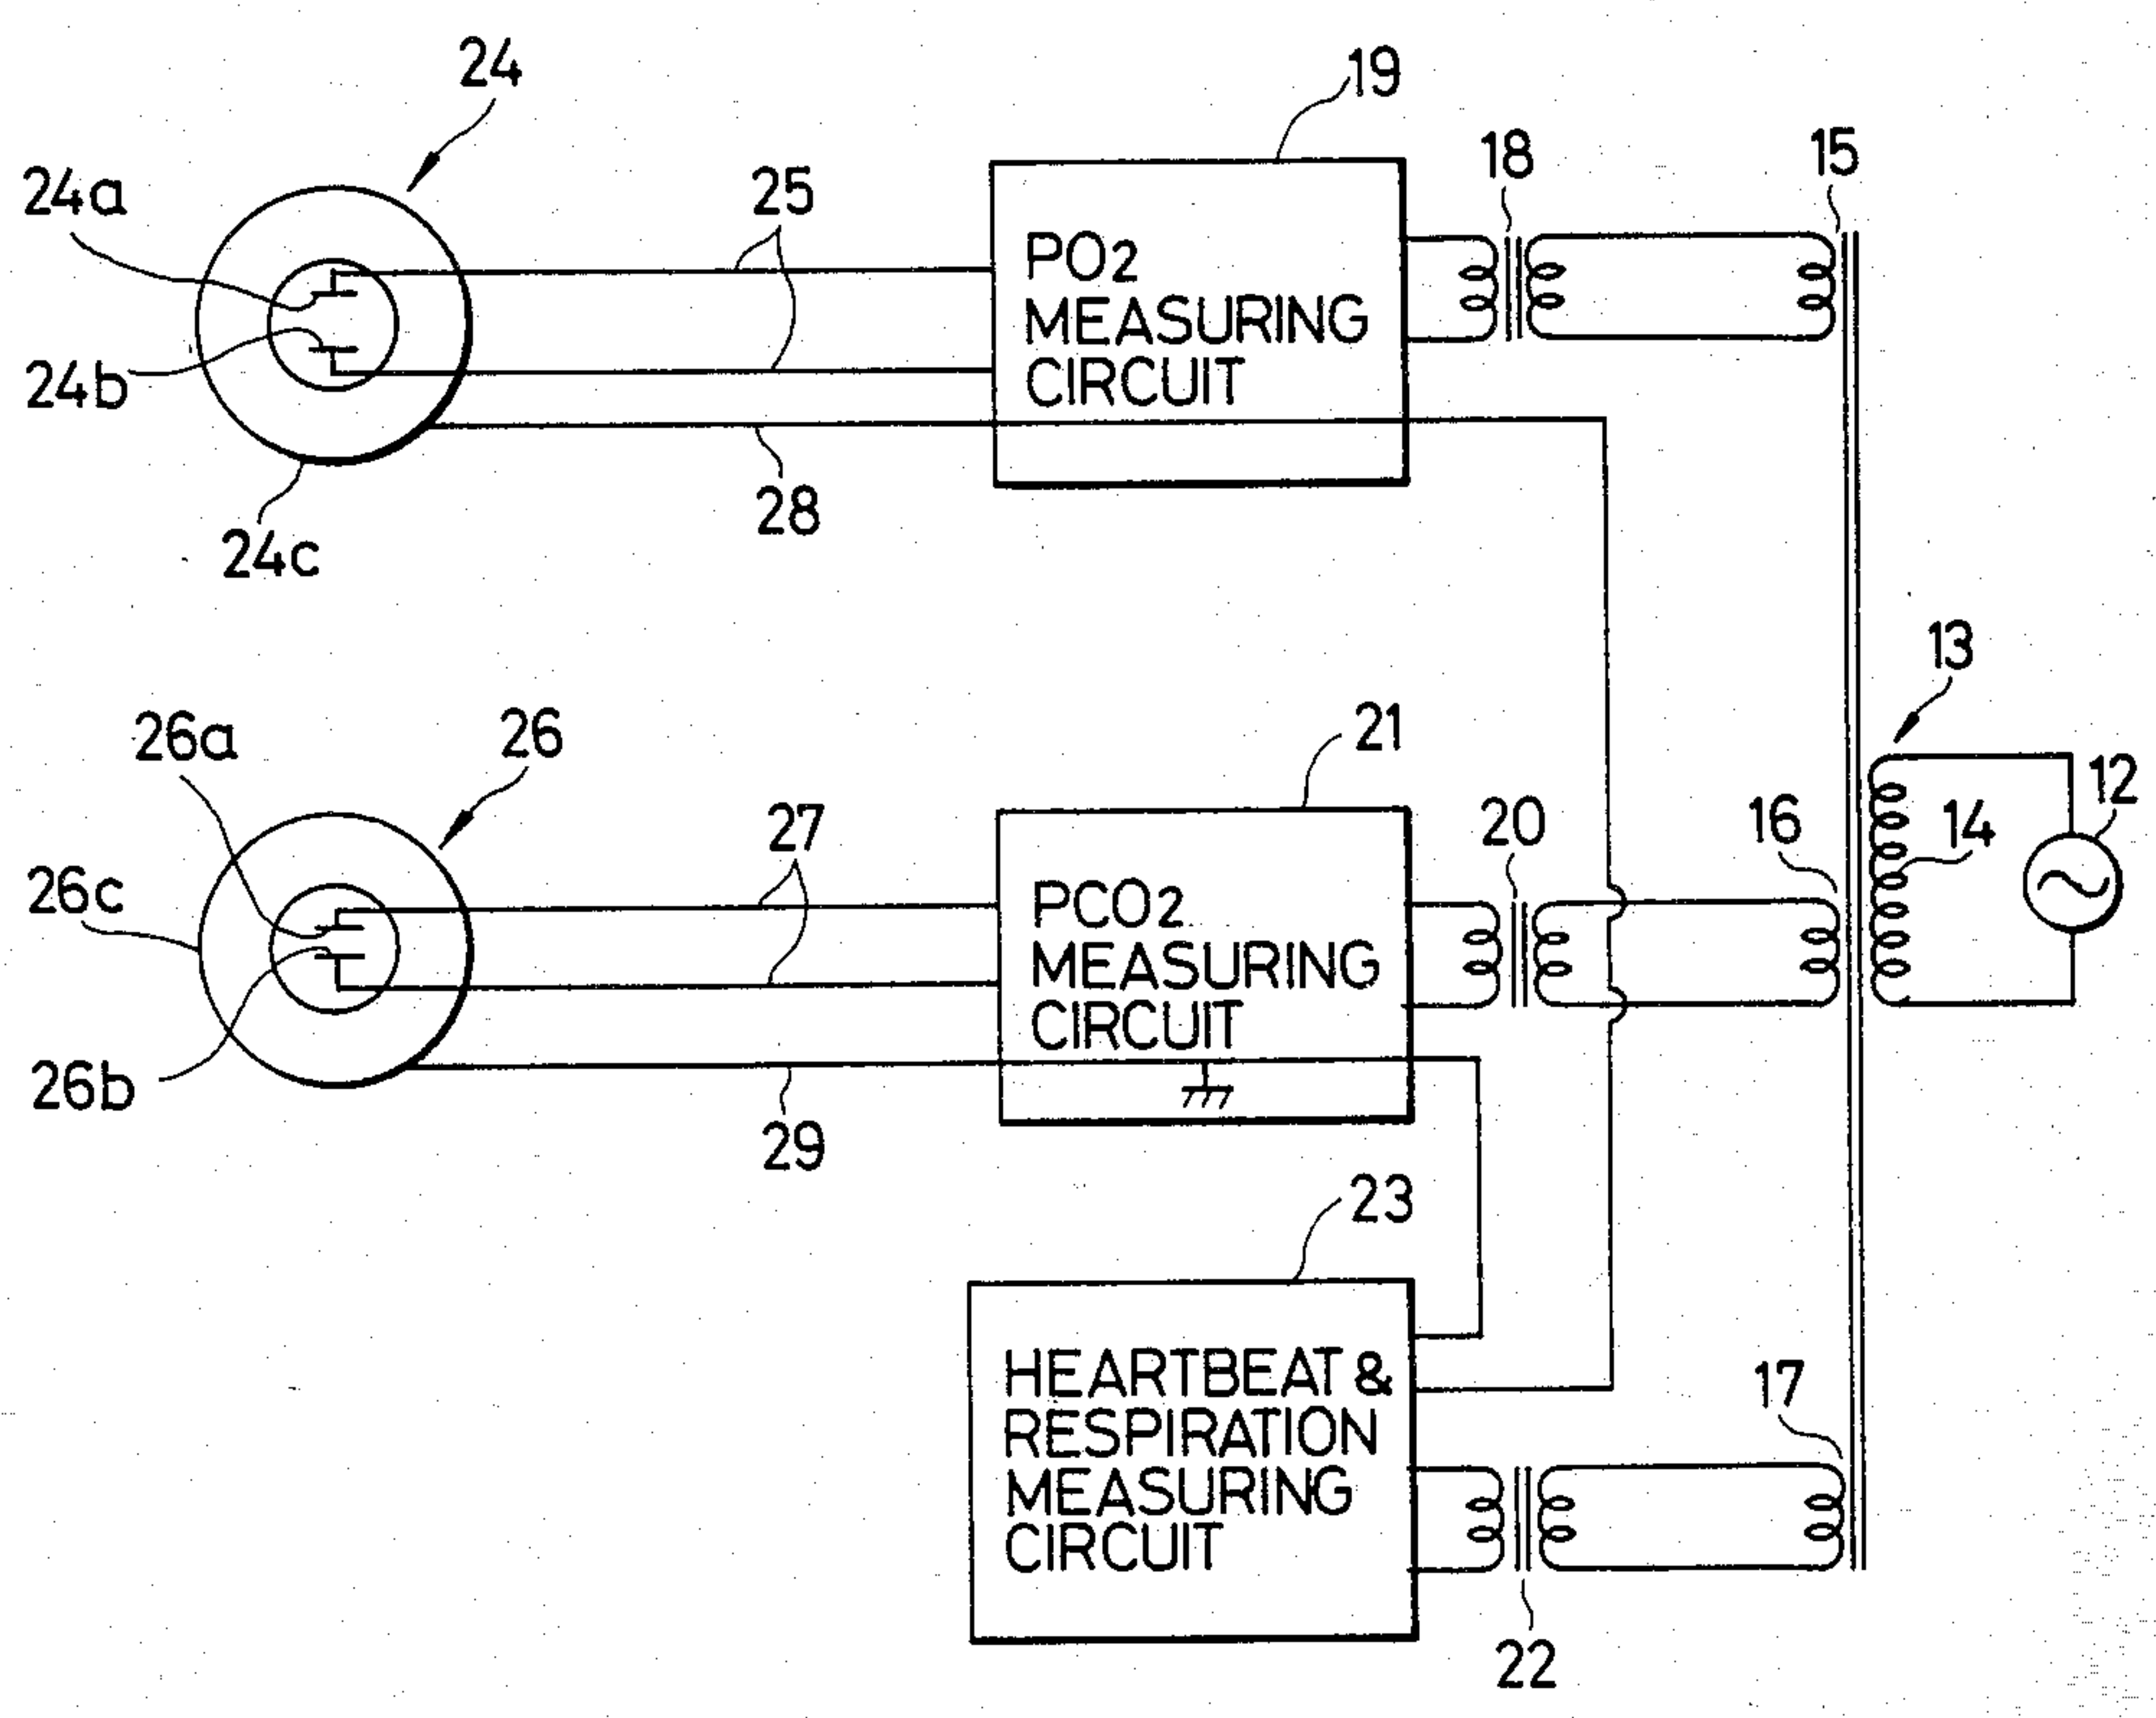 24
19
18
15
24a
25
PO2
MEASURING
CIRCUIT
24b
28
24c
13
26a
26
21
12
27
20
16
14
26c
PCO2
MEASURING
CIRCUIT
26b
29
23
HEARTBEAT &
RESPIRATION
MEASURING
CIRCUIT
17
22